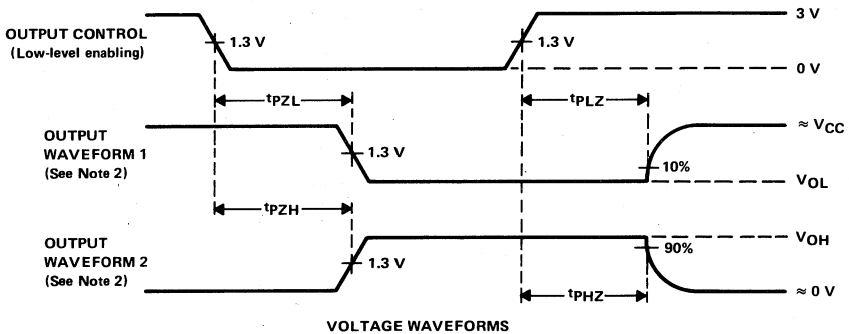 OUTPUT CONTROL
(Low-level enabling)
1.3 V
1.3 V
3 V
0 V
tPZL
tPLZ
OUTPUT
WAVEFORM 1
(See Note 2)
1.3 V
10%
≈ VCC
VOL
tPZH
OUTPUT
WAVEFORM 2
(See Note 2)
1.3 V
VOH
90%
≈ 0 V
tPHZ
VOLTAGE WAVEFORMS